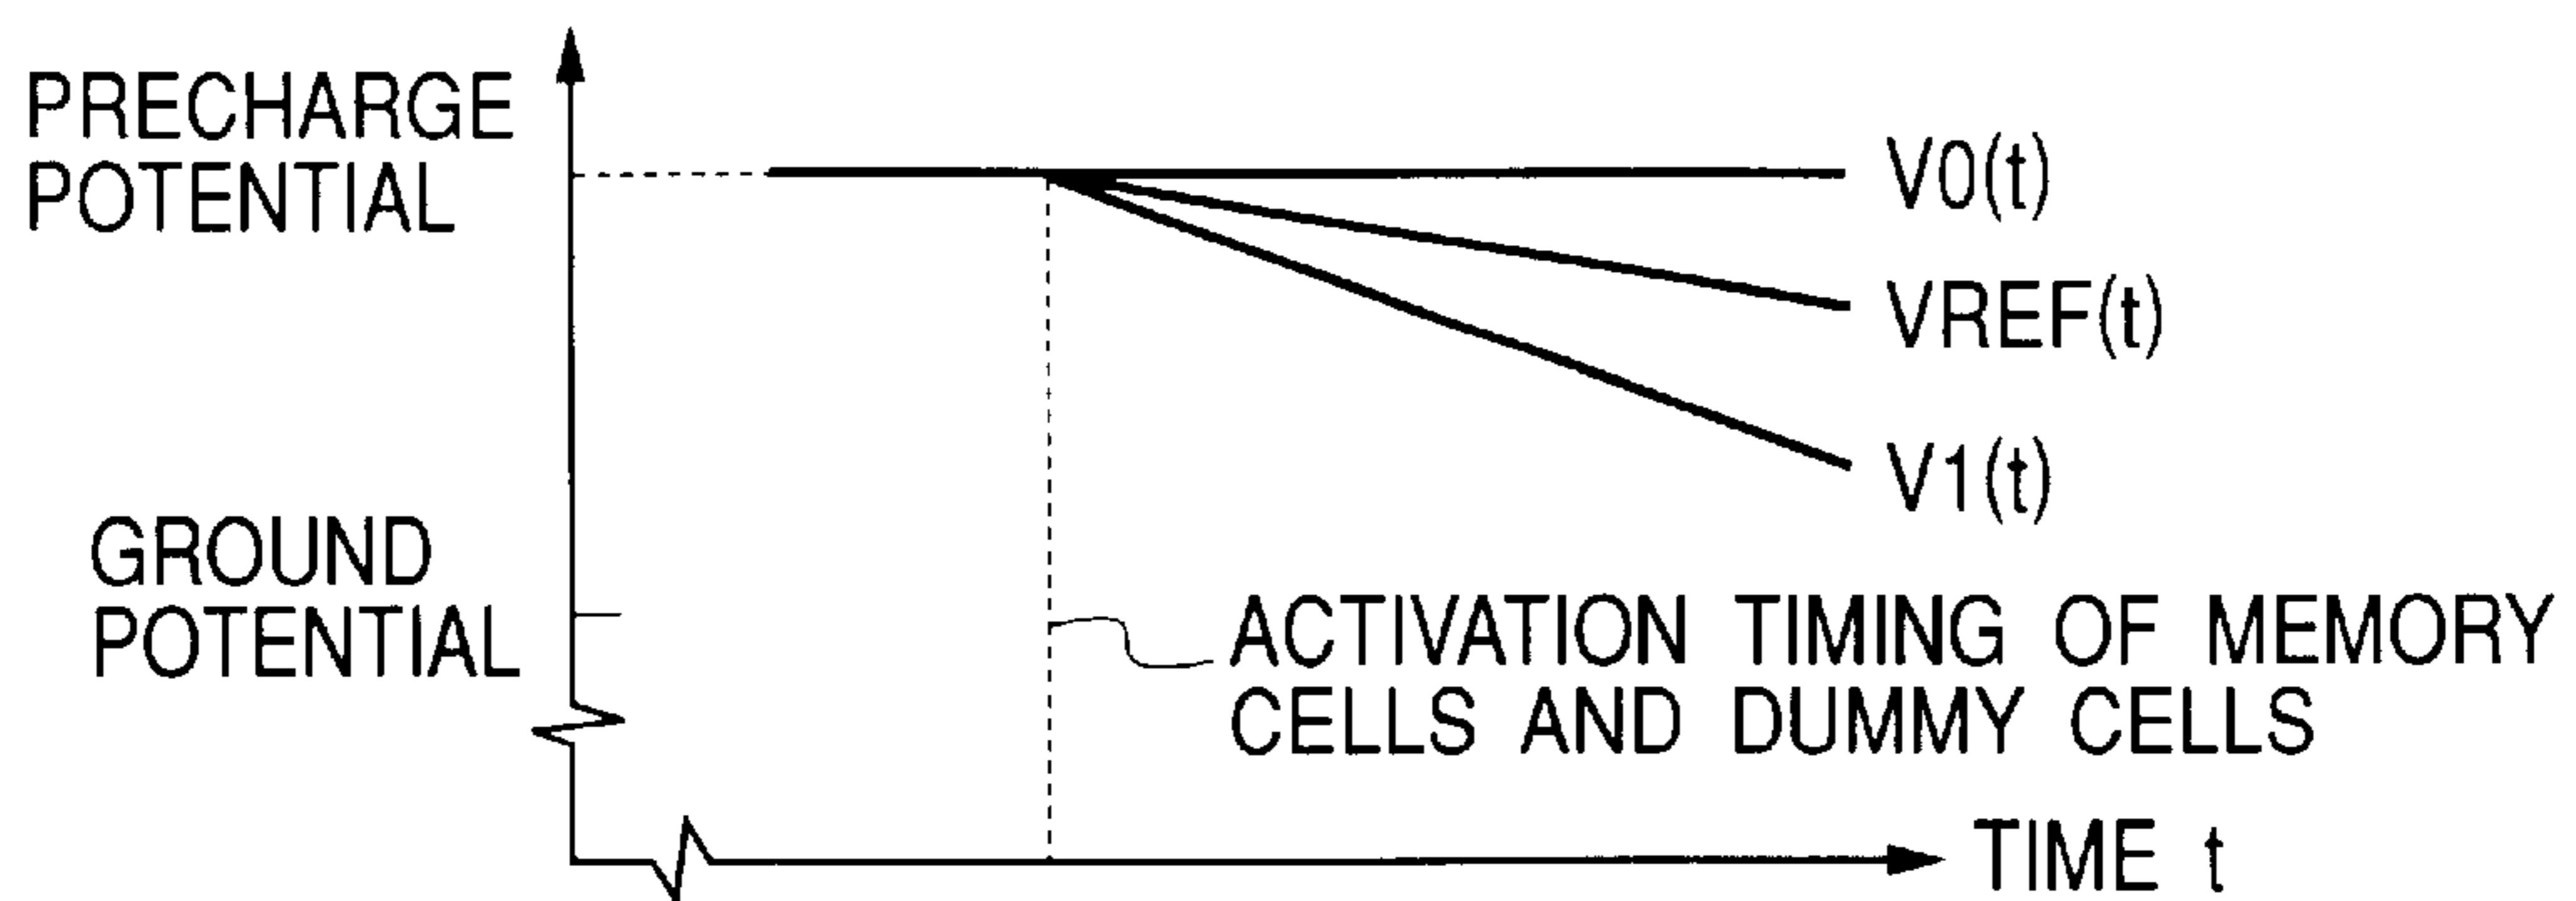 PRECHARGE
POTENTIAL
V0(t)
VREF(t)
V1(t)
GROUND
POTENTIAL
ACTIVATION TIMING OF MEMORY
CELLS AND DUMMY CELLS
TIME t